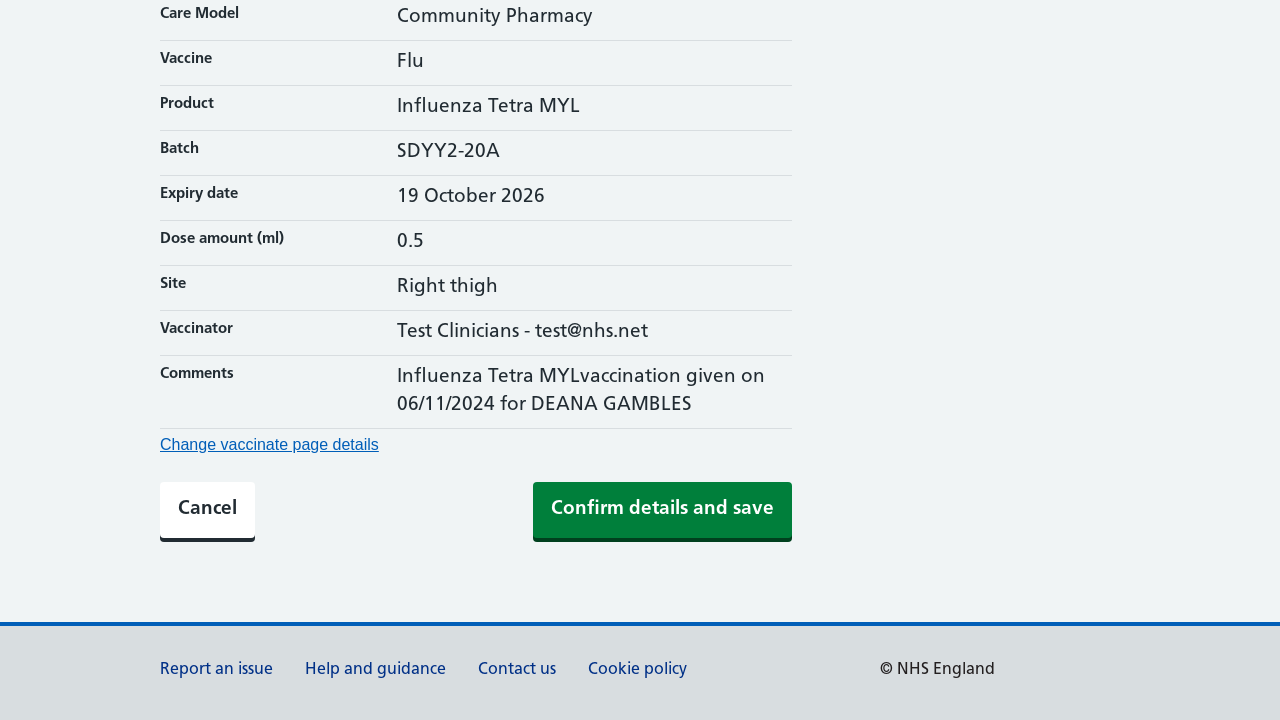 Care Model Community Pharmacy
Vaccine Flu
Product Influenza Tetra MYL
Batch SDYY2-20A
Expiry date 19 October 2026
Dose amount (ml) 0.5
Site Right thigh
Vaccinator Test Clinicians - test@nhs.net
Comments Influenza Tetra MYLvaccination given on
06/11/2024 for DEANA GAMBLES
Change vaccinate page details
Cancel Confirm details and save
Report an issue Help and guidance Contact us Cookie policy © NHS England